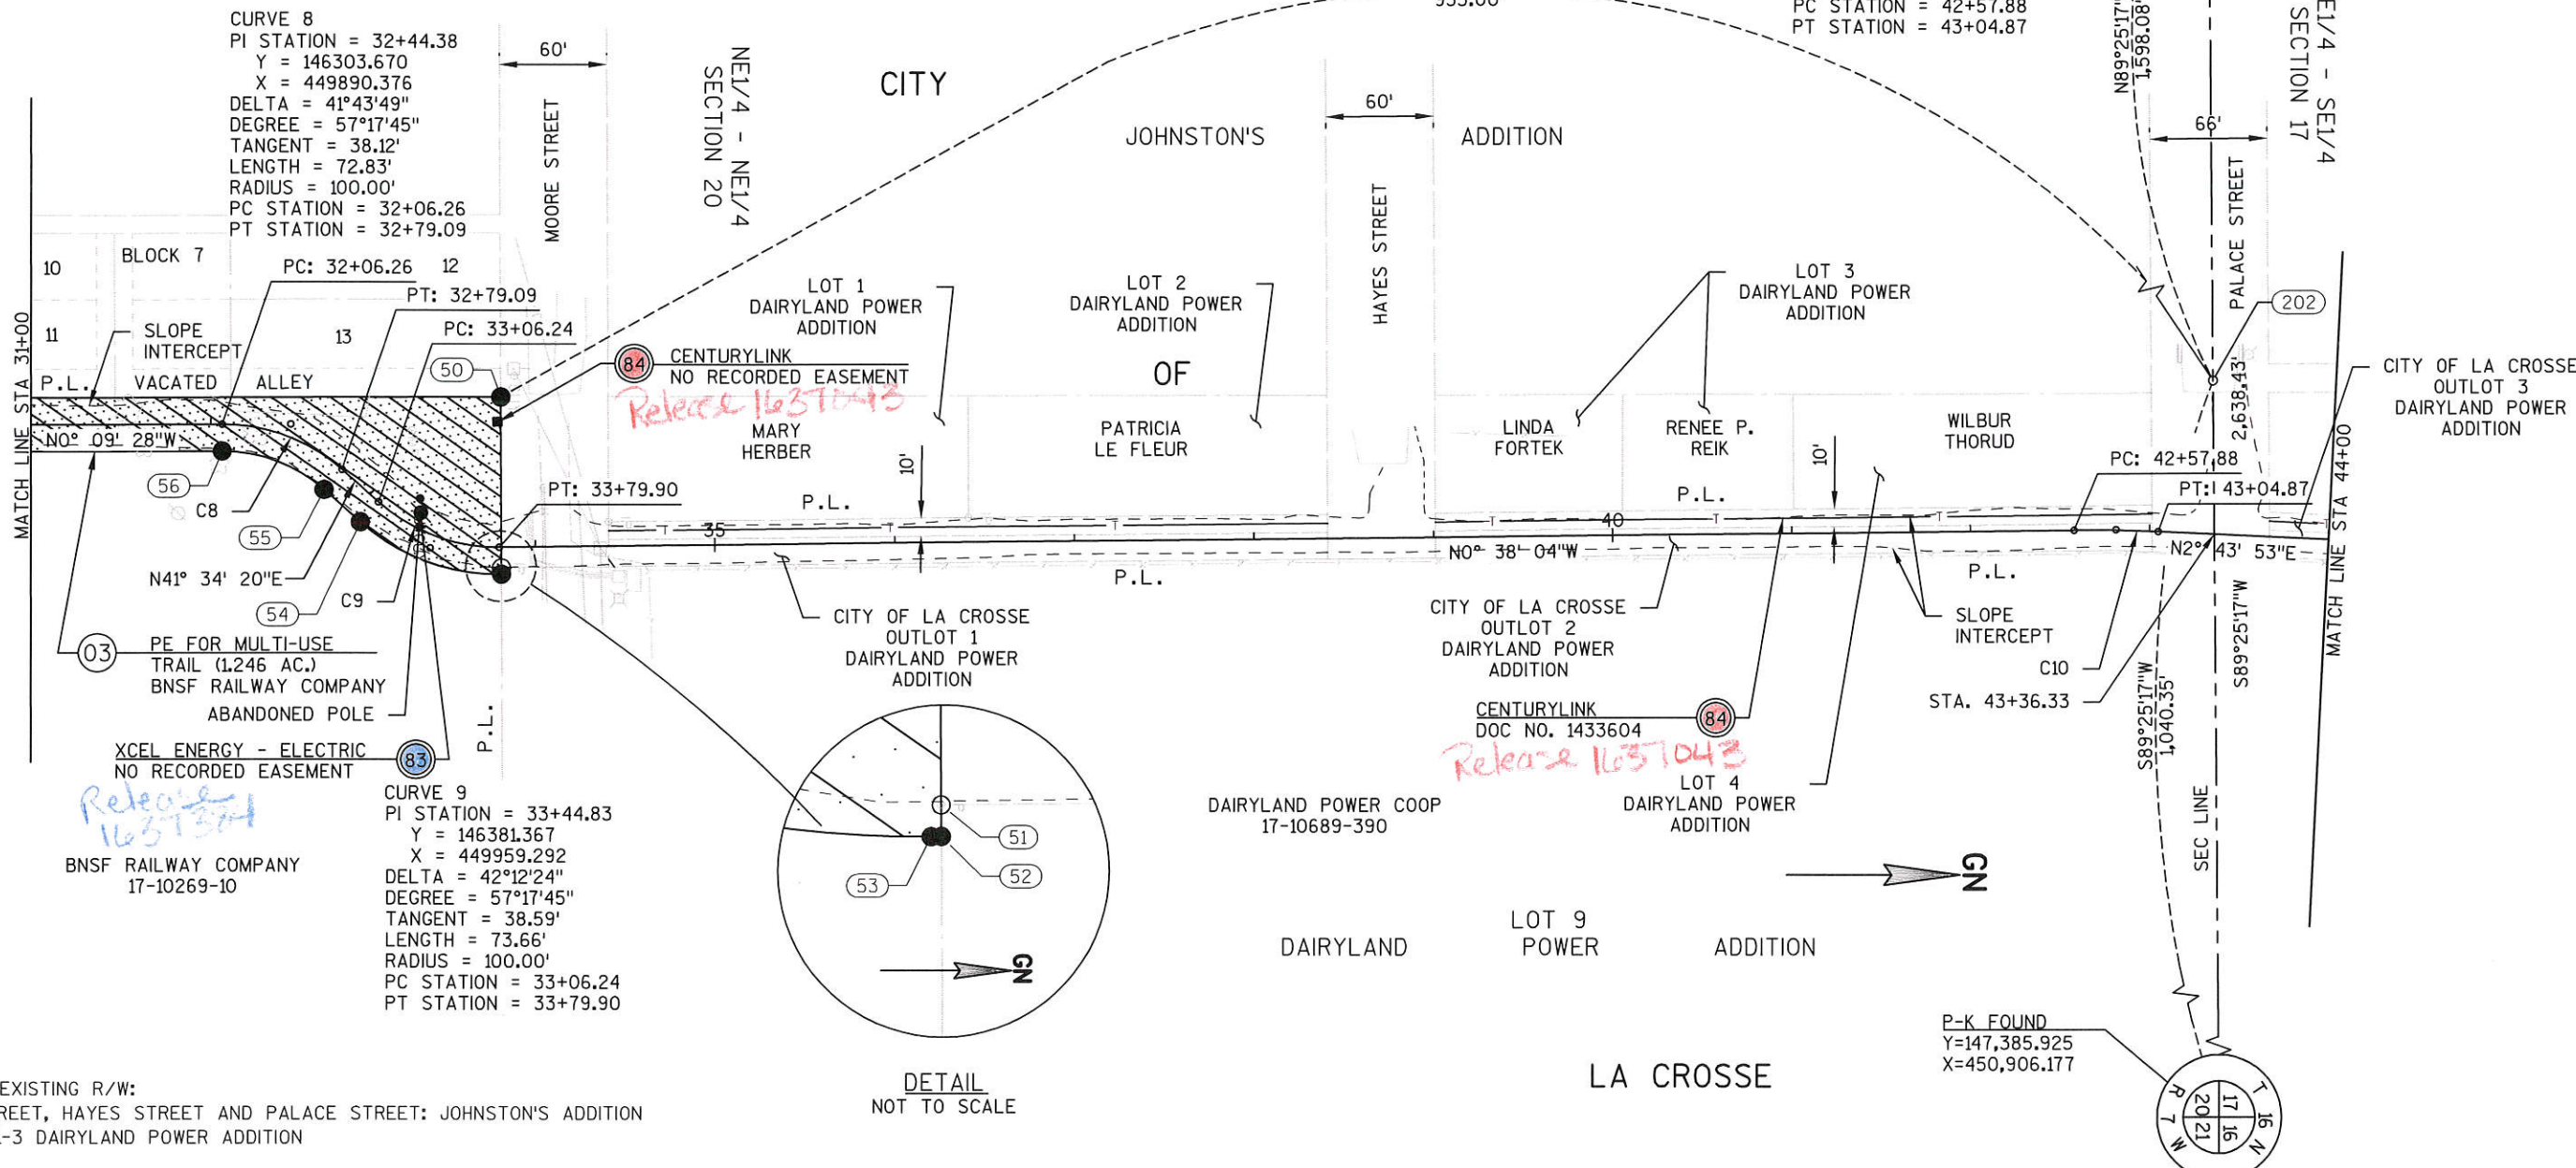 CURVE 8
PI STATION = 32+44.38
Y = 146303.670
X = 449890.376
DELTA = 41°43'49"
DEGREE = 57°17'45"
TANGENT = 38.12'
LENGTH = 72.83'
RADIUS = 100.00'
PC STATION = 32+06.26
PT STATION = 32+79.09
60'
MOORE STREET
NE1/4 - NE1/4
SECTION 20
CITY
JOHNSTON'S ADDITION
60'
HAYES STREET
PC STATION = 42+57.88
PT STATION = 43+04.87
N89°25'17"
1,598.08'
E1/4 - SE1/4
SECTION 17
66'
PALACE STREET
202
2,638.43'
MATCH LINE STA 31+00
10
BLOCK 7
12
11
13
SLOPE
INTERCEPT
P.L.
VACATED ALLEY
PC: 32+06.26
PT: 32+79.09
PC: 33+06.24
50
84
CENTURYLINK
NO RECORDED EASEMENT
Release 1637043
LOT 1
DAIRYLAND POWER
ADDITION
LOT 2
DAIRYLAND POWER
ADDITION
OF
LOT 3
DAIRYLAND POWER
ADDITION
MARY
HERBER
PATRICIA
LE FLEUR
LINDA
FORTEK
RENEE P.
REIK
WILBUR
THORUD
CITY OF LA CROSSE
OUTLOT 3
DAIRYLAND POWER
ADDITION
MATCH LINE STA 44+00
N0° 09' 28"W
56
C8
55
N41° 34' 20"E
54
C9
PT: 33+79.90
P.L.
10'
35
P.L.
40
10'
PC: 42+57.88
PT: 43+04.87
N0° 38' 04"W
N2° 43' 53"E
P.L.
P.L.
03
PE FOR MULTI-USE
TRAIL (1.246 AC.)
BNSF RAILWAY COMPANY
ABANDONED POLE
P.L.
XCEL ENERGY - ELECTRIC
NO RECORDED EASEMENT
83
Release
BNSF RAILWAY COMPANY
17-10269-10
CURVE 9
PI STATION = 33+44.83
Y = 146381.367
X = 449959.292
DELTA = 42°12'24"
DEGREE = 57°17'45"
TANGENT = 38.59'
LENGTH = 73.66'
RADIUS = 100.00'
PC STATION = 33+06.24
PT STATION = 33+79.90
CITY OF LA CROSSE
OUTLOT 1
DAIRYLAND POWER
ADDITION
CITY OF LA CROSSE
OUTLOT 2
DAIRYLAND POWER
ADDITION
CENTURYLINK
DOC NO. 1433604
84
Release 1637043
SLOPE
INTERCEPT
C10
STA. 43+36.33
S89°25'17"W
1,040.35'
S89°25'17"W
SEC LINE
LOT 4
DAIRYLAND POWER
ADDITION
DAIRYLAND POWER COOP
17-10689-390
51
52
53
GN
DETAIL
NOT TO SCALE
GN
LOT 9
DAIRYLAND POWER ADDITION
LA CROSSE
P-K FOUND
Y=147,385.925
X=450,906.177
T 16 N
R 7 W
17 16
20 21
EXISTING R/W:
REET, HAYES STREET AND PALACE STREET: JOHNSTON'S ADDITION
-3 DAIRYLAND POWER ADDITION